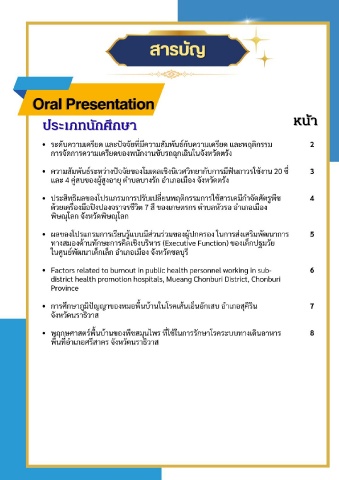 สารบัญ
Oral Presentation
ประเภทนักศึกษา
หน้า
• ระดับความเครียด และปัจจัยที่มีความสัมพันธ์กับความเครียด และพฤติกรรม 2
การจัดการความเครียดของพนักงานขับรถฉุกเฉินในจังหวัดตรัง
• ความสัมพันธ์ระหว่างปัจจัยของโมเดลเชิงนิเวศวิทยากับการมีฟันถาวรใช้งาน 20 ซี่ 3
และ 4 คู่สบของผู้สูงอายุ ตำบลบางรัก อำเภอเมือง จังหวัดตรัง
• ประสิทธิผลของโปรแกรมการปรับเปลี่ยนพฤติกรรมการใช้สารเคมีกำจัดศัตรูพืช 4
ด้วยเครื่องมือปิงปองจราจรชีวิต 7 สี ของเกษตรกร ตำบลหัวรอ อำเภอเมือง
พิษณุโลก จังหวัดพิษณุโลก
• ผลของโปรแกรมการเรียนรู้แบบมีส่วนร่วมของผู้ปกครอง ในการส่งเสริมพัฒนาการ 5
ทางสมองด้านทักษะการคิดเชิงบริหาร (Executive Function) ของเด็กปฐมวัย
ในศูนย์พัฒนาเด็กเล็ก อำเภอเมือง จังหวัดชลบุรี
• Factors related to burnout in public health personnel working in sub- 6
district health promotion hospitals, Mueang Chonburi District, Chonburi
Province
• การศึกษาภูมิปัญญาของหมอพื้นบ้านในโรคเส้นเอ็นอักเสบ อำเภอสุคิริน 7
จังหวัดนราธิวาส
• พฤกษศาสตร์พื้นบ้านของพืชสมุนไพร ที่ใช้ในการรักษาโรคระบบทางเดินอาหาร 8
พื้นที่อำเภอศรีสาคร จังหวัดนราธิวาส